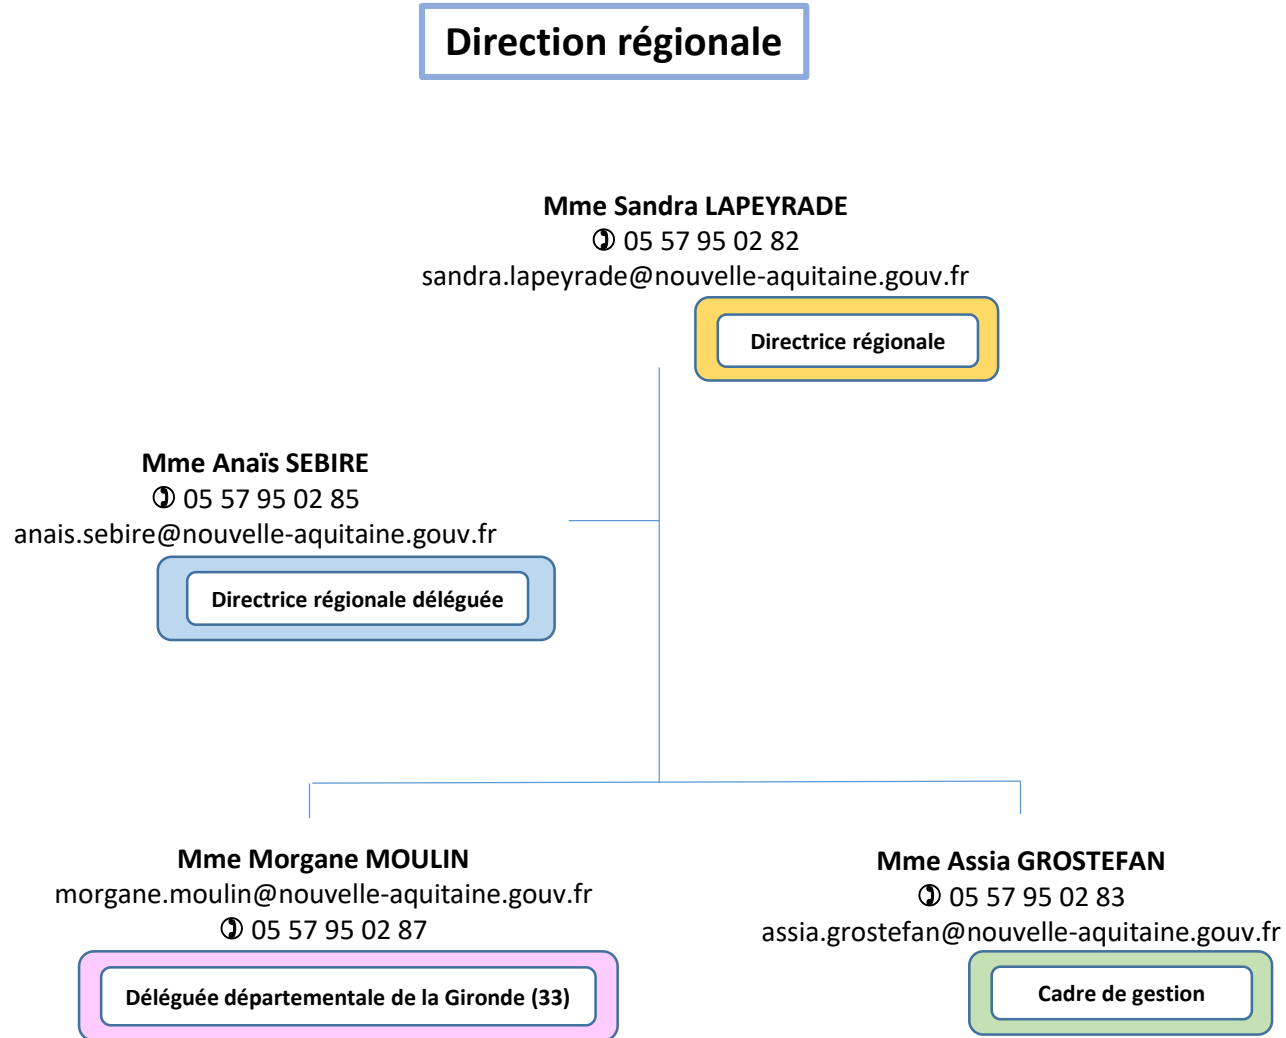 Direction régionale
Mme Sandra LAPEYRADE
✆ 05 57 95 02 82
sandra.lapeyrade@nouvelle-aquitaine.gouv.fr
Directrice régionale
Mme Anaïs SEBIRE
✆ 05 57 95 02 85
anais.sebire@nouvelle-aquitaine.gouv.fr
Directrice régionale déléguée
Mme Morgane MOULIN
morgane.moulin@nouvelle-aquitaine.gouv.fr
✆ 05 57 95 02 87
Déléguée départementale de la Gironde (33)
Mme Assia GROSTEFAN
✆ 05 57 95 02 83
assia.grostefan@nouvelle-aquitaine.gouv.fr
Cadre de gestion